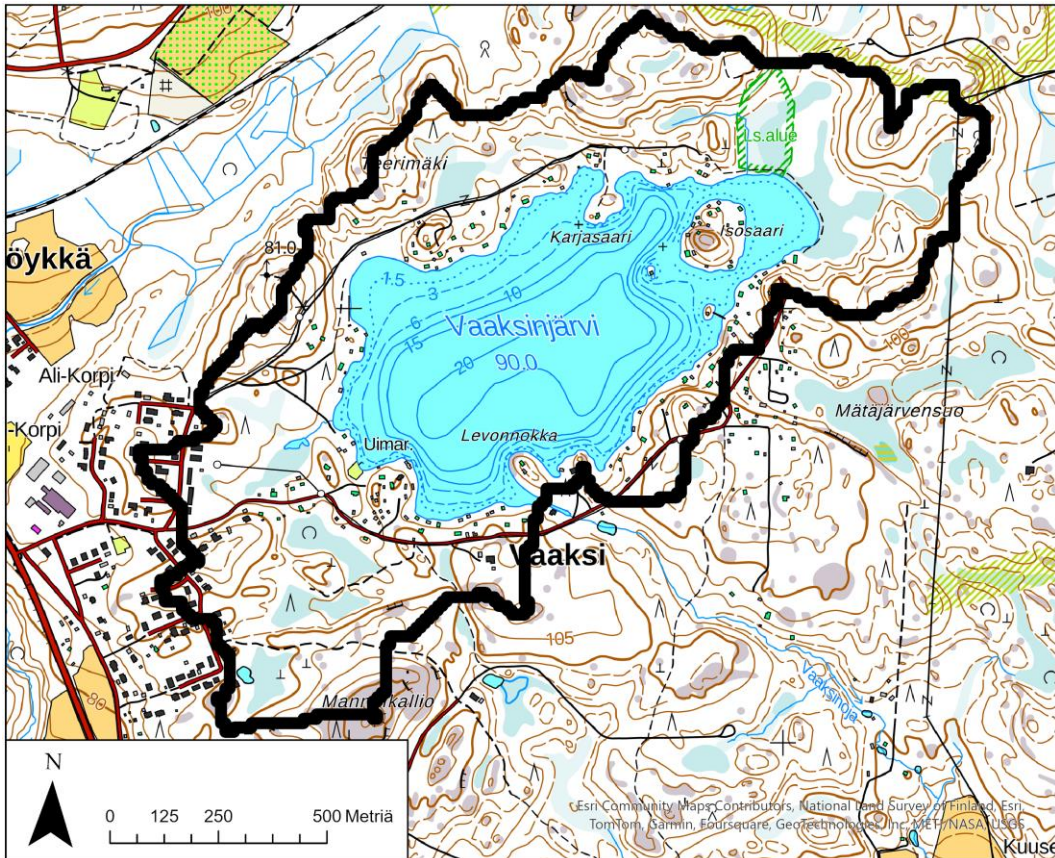 100
Ls.alue
Teerimäki
Karjasaari
Isosaari
81.0
öykkä
1.5
3
10
6
15
Vaaksinjärvi
20
90.0
100
Ali-Korpi
-Korpi
Mätäjärvensuo
Levonnokka
Uimar.
Vaaksi
105
Vaaksinoja
80
N
0 125 250 500 Metriä
Esri Community Maps Contributors, National Land Survey of Finland, Esri,
TomTom, Garmin, Foursquare, GeoTechnologies, Inc, METI/NASA, USGS
Kuuse